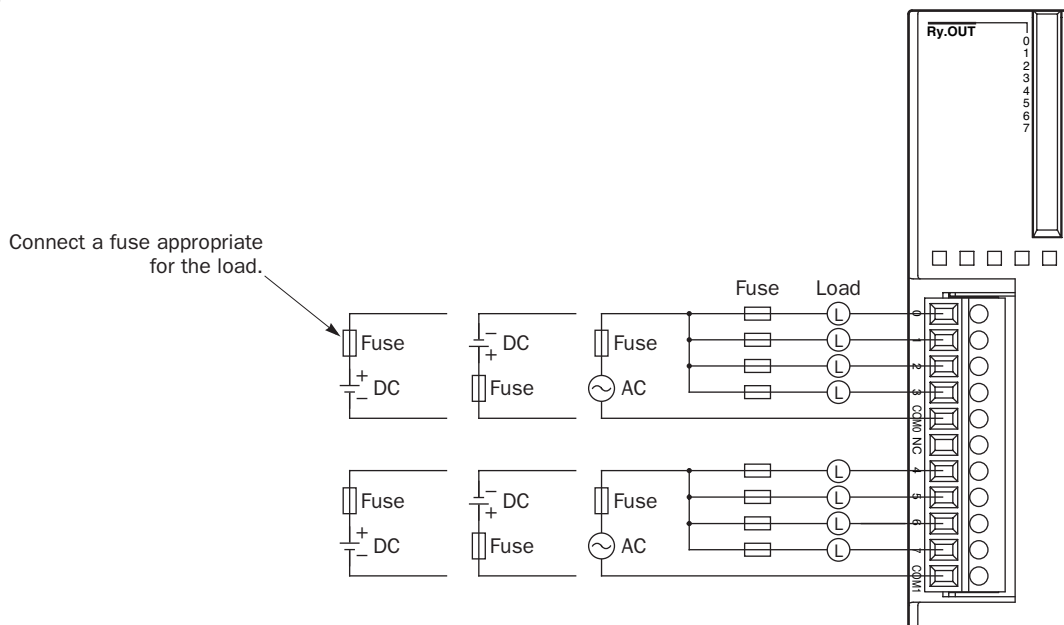 Ry.OUT
0
1
2
3
4
5
6
7
Connect a fuse appropriate
for the load.
Fuse Load
Fuse
+
− DC
− DC
+
Fuse
Fuse
AC
L
L
L
L
0
1
2
3
COM0
NC
Fuse
+
− DC
− DC
+
Fuse
Fuse
AC
L
L
L
L
4
5
6
7
COM1